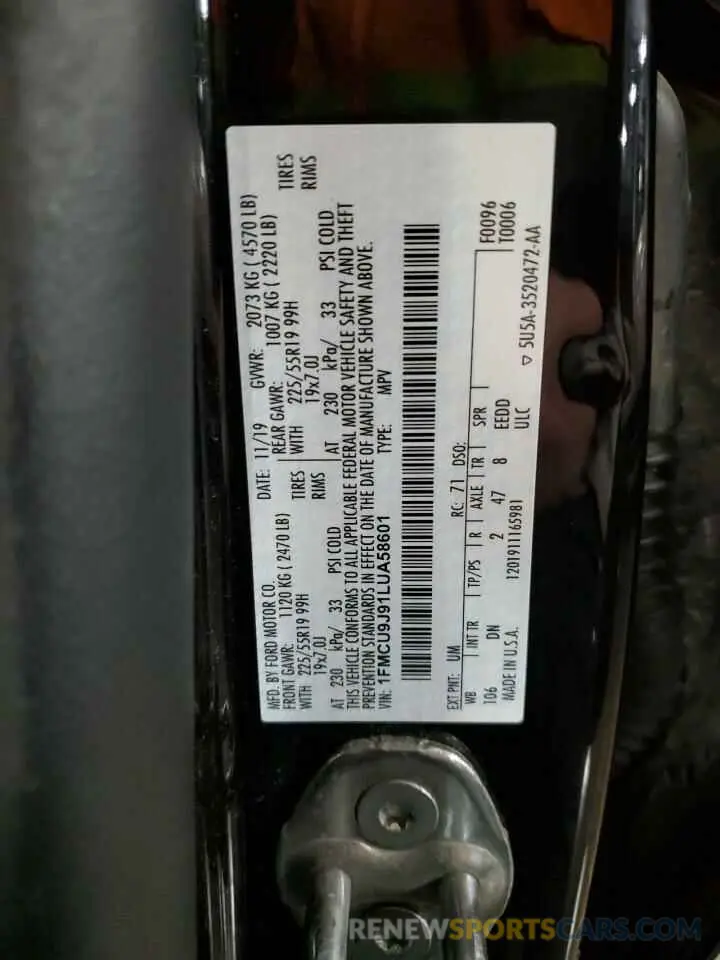 MFD. BY FORD MOTOR CO. DATE: 11/19 GVWR: 2073 KG ( 4570 LB)
FRONT GAWR: 1120 KG ( 2470 LB) REAR GAWR: 1007 KG ( 2220 LB)
WITH 225/55R19 99H TIRES WITH 225/55R19 99H TIRES
19x7.0J RIMS 19x7.0J RIMS
AT 230 kPa/ 33 PSI COLD AT 230 kPa/ 33 PSI COLD
THIS VEHICLE CONFORMS TO ALL APPLICABLE FEDERAL MOTOR VEHICLE SAFETY AND THEFT
PREVENTION STANDARDS IN EFFECT ON THE DATE OF MANUFACTURE SHOWN ABOVE.
VIN: 1FMCU9J91LUA58601 TYPE: MPV
EXT PNT: UM RC: 71 DSO: F0096
WB INT TR TP/PS R AXLE TR SPR T0006
106 DN 2 47 8 EEDD
MADE IN U.S.A. 1201911165981 ULC ▽ 5U5A-3520472-AA
RENEWSPORTSCARS.COM